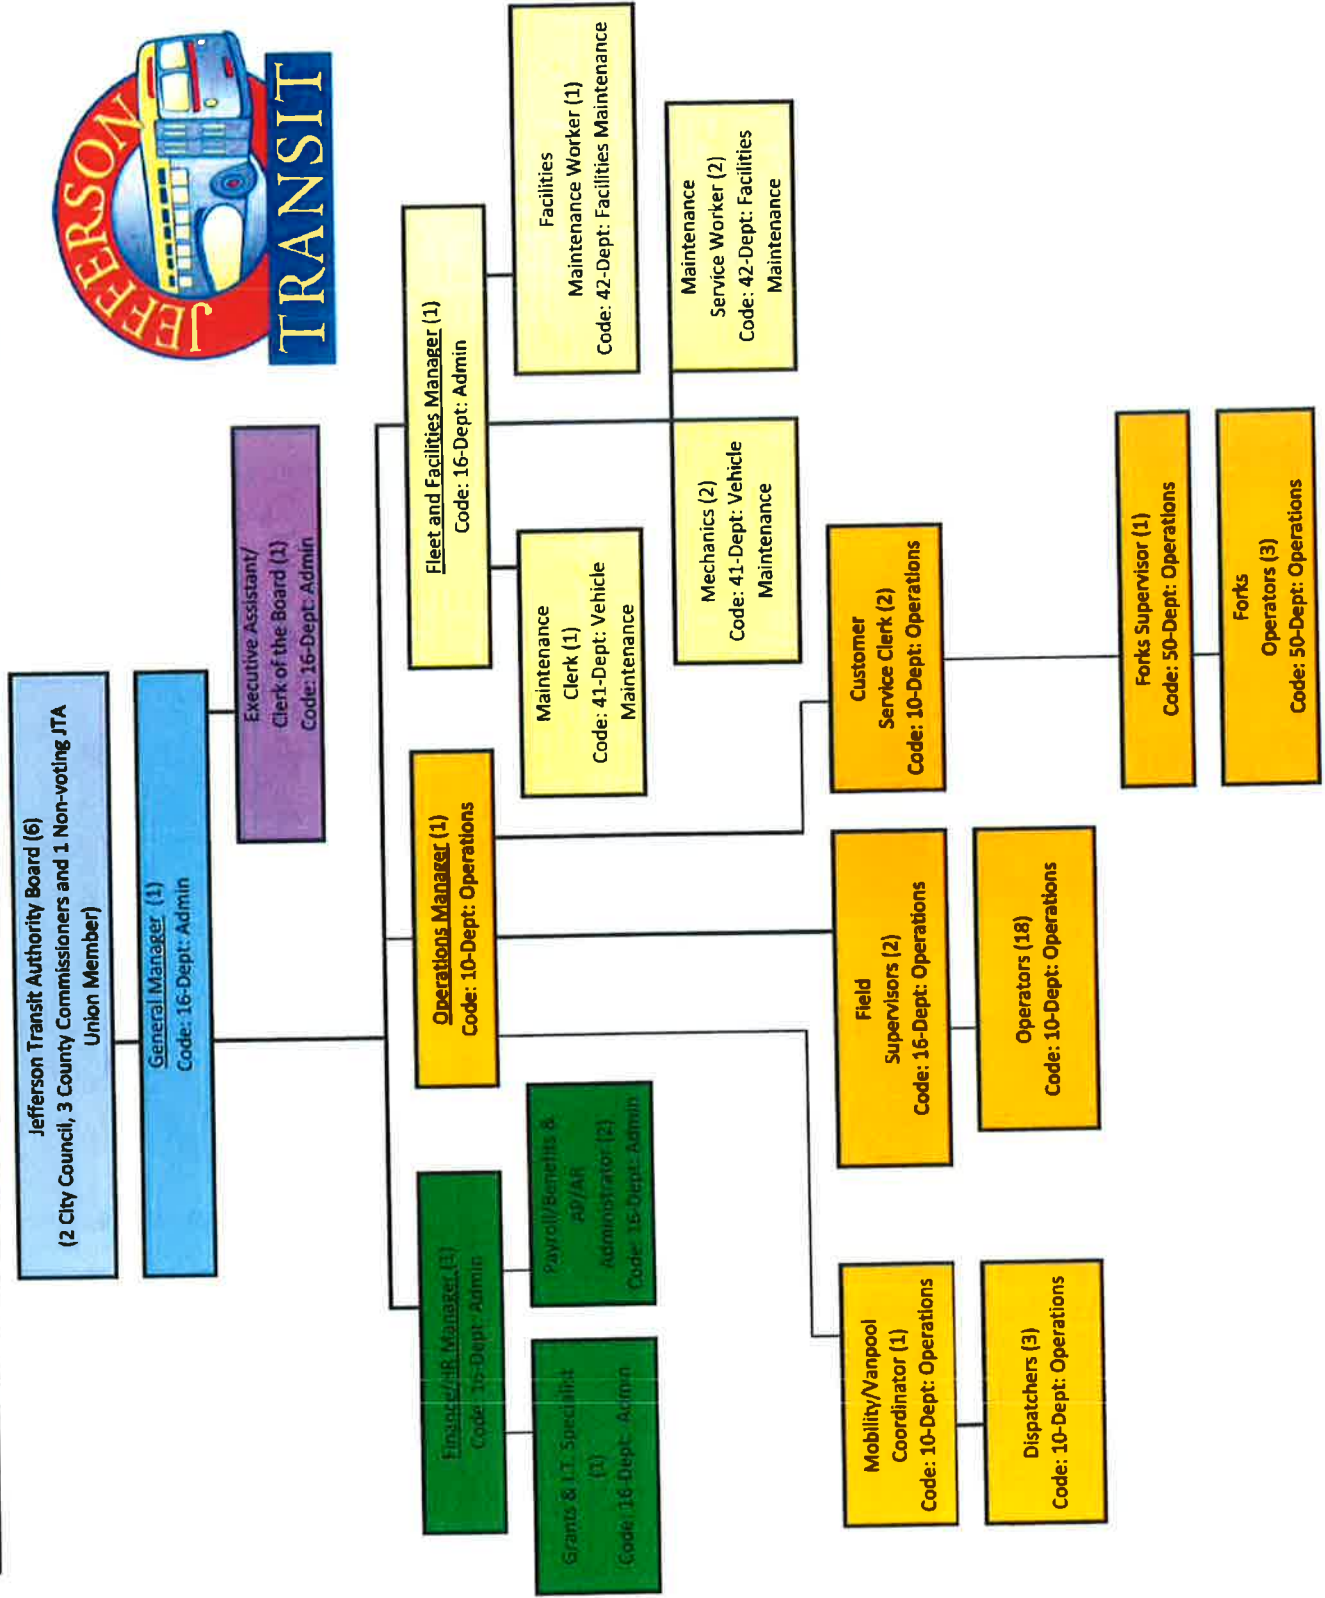 Jefferson Transit Authority Board (6)
(2 City Council, 3 County Commissioners and 1 Non-voting JTA
Union Member)
General Manager (1)
Code: 16-Dept: Admin
Executive Assistant/
Clerk of the Board (1)
Code: 16-Dept: Admin
JEFFERSON
TRANSIT
Finance/HR Manager (1)
Code: 16-Dept: Admin
Operations Manager (1)
Code: 10-Dept: Operations
Fleet and Facilities Manager (1)
Code: 16-Dept: Admin
Grants & I.T. Specialist
(1)
Code: 16-Dept: Admin
Payroll/Benefits &
AP/AR
Administrator (2)
Code: 16-Dept: Admin
Maintenance
Clerk (1)
Code: 41-Dept: Vehicle
Maintenance
Facilities
Maintenance Worker (1)
Code: 42-Dept: Facilities Maintenance
Mechanics (2)
Code: 41-Dept: Vehicle
Maintenance
Maintenance
Service Worker (2)
Code: 42-Dept: Facilities
Maintenance
Mobility/Vanpool
Coordinator (1)
Code: 10-Dept: Operations
Field
Supervisors (2)
Code: 16-Dept: Operations
Customer
Service Clerk (2)
Code: 10-Dept: Operations
Dispatchers (3)
Code: 10-Dept: Operations
Operators (18)
Code: 10-Dept: Operations
Forks Supervisor (1)
Code: 50-Dept: Operations
Forks
Operators (3)
Code: 50-Dept: Operations